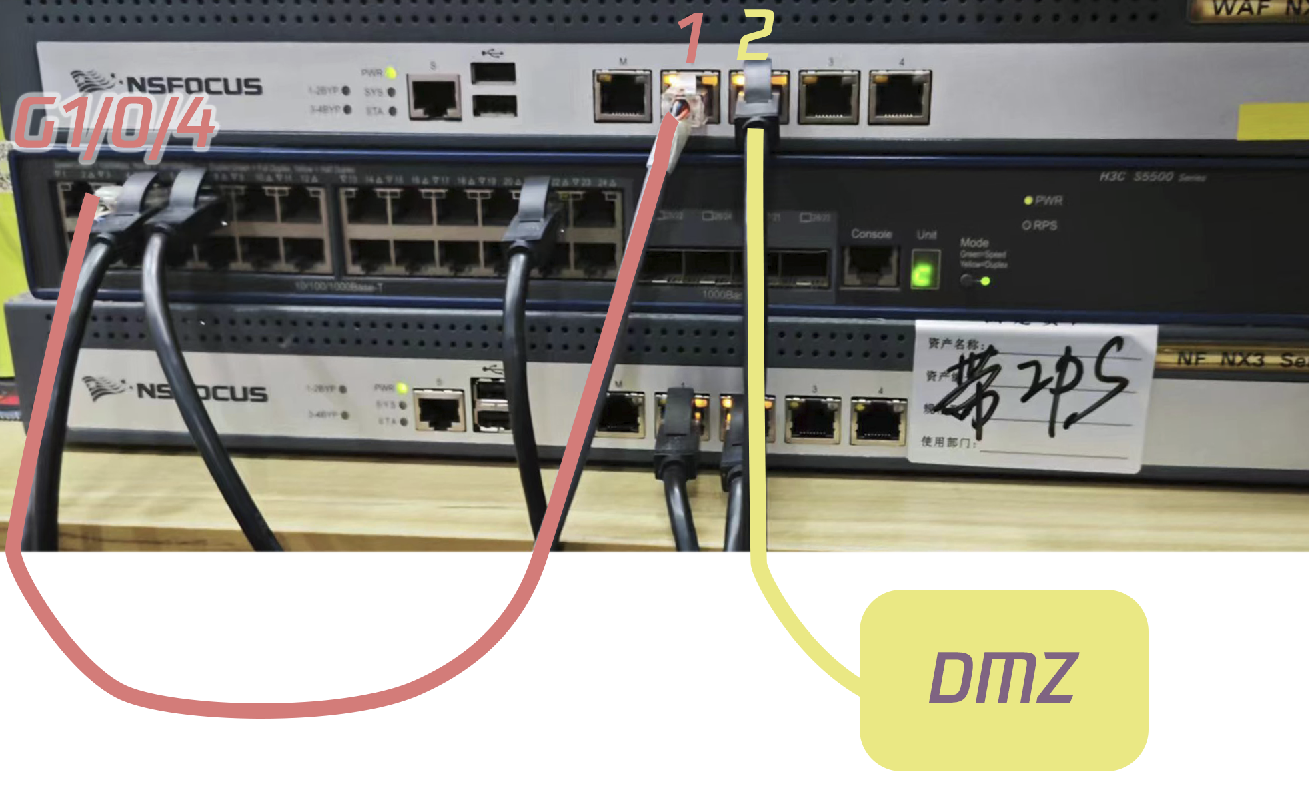 WAF NX
1
2
NSFOCUS
PWR
1-2BYP
SYS
3-4BYP
STA
S
M
3
4
G1/0/4
H3C S5500 Series
PWR
RPS
Console
Unit
Mode
Green=Speed
Yellow=Duplex
10/100/1000Base-T
1000Bas
NSFOCUS
1-2BYP
PWR
SYS
3-4BYP
STA
S
M
3
4
资产名称:
资产
带2PS
使用部门:
NF NX3 Se
DMZ